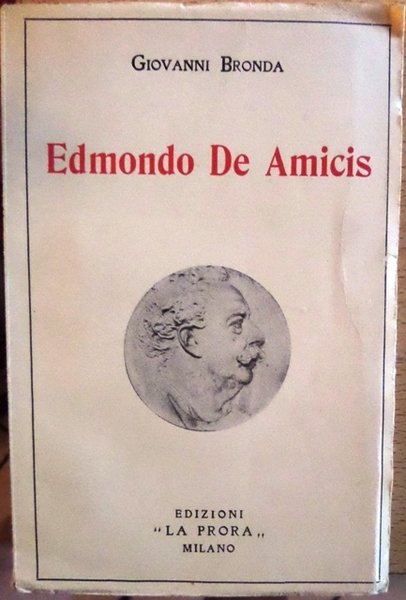 GIOVANNI BRONDA
Edmondo De Amicis
EDIZIONI
"LA PRORA„
MILANO